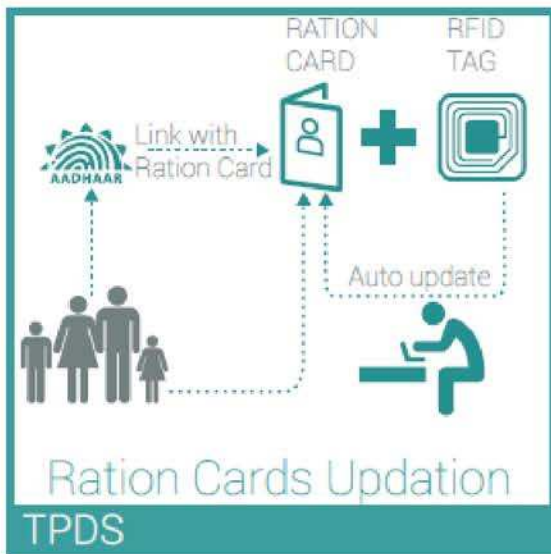 RATION
CARD
RFID
TAG
Link with
Ration Card
AADHAAR
Auto update
Ration Cards Updation
TPDS